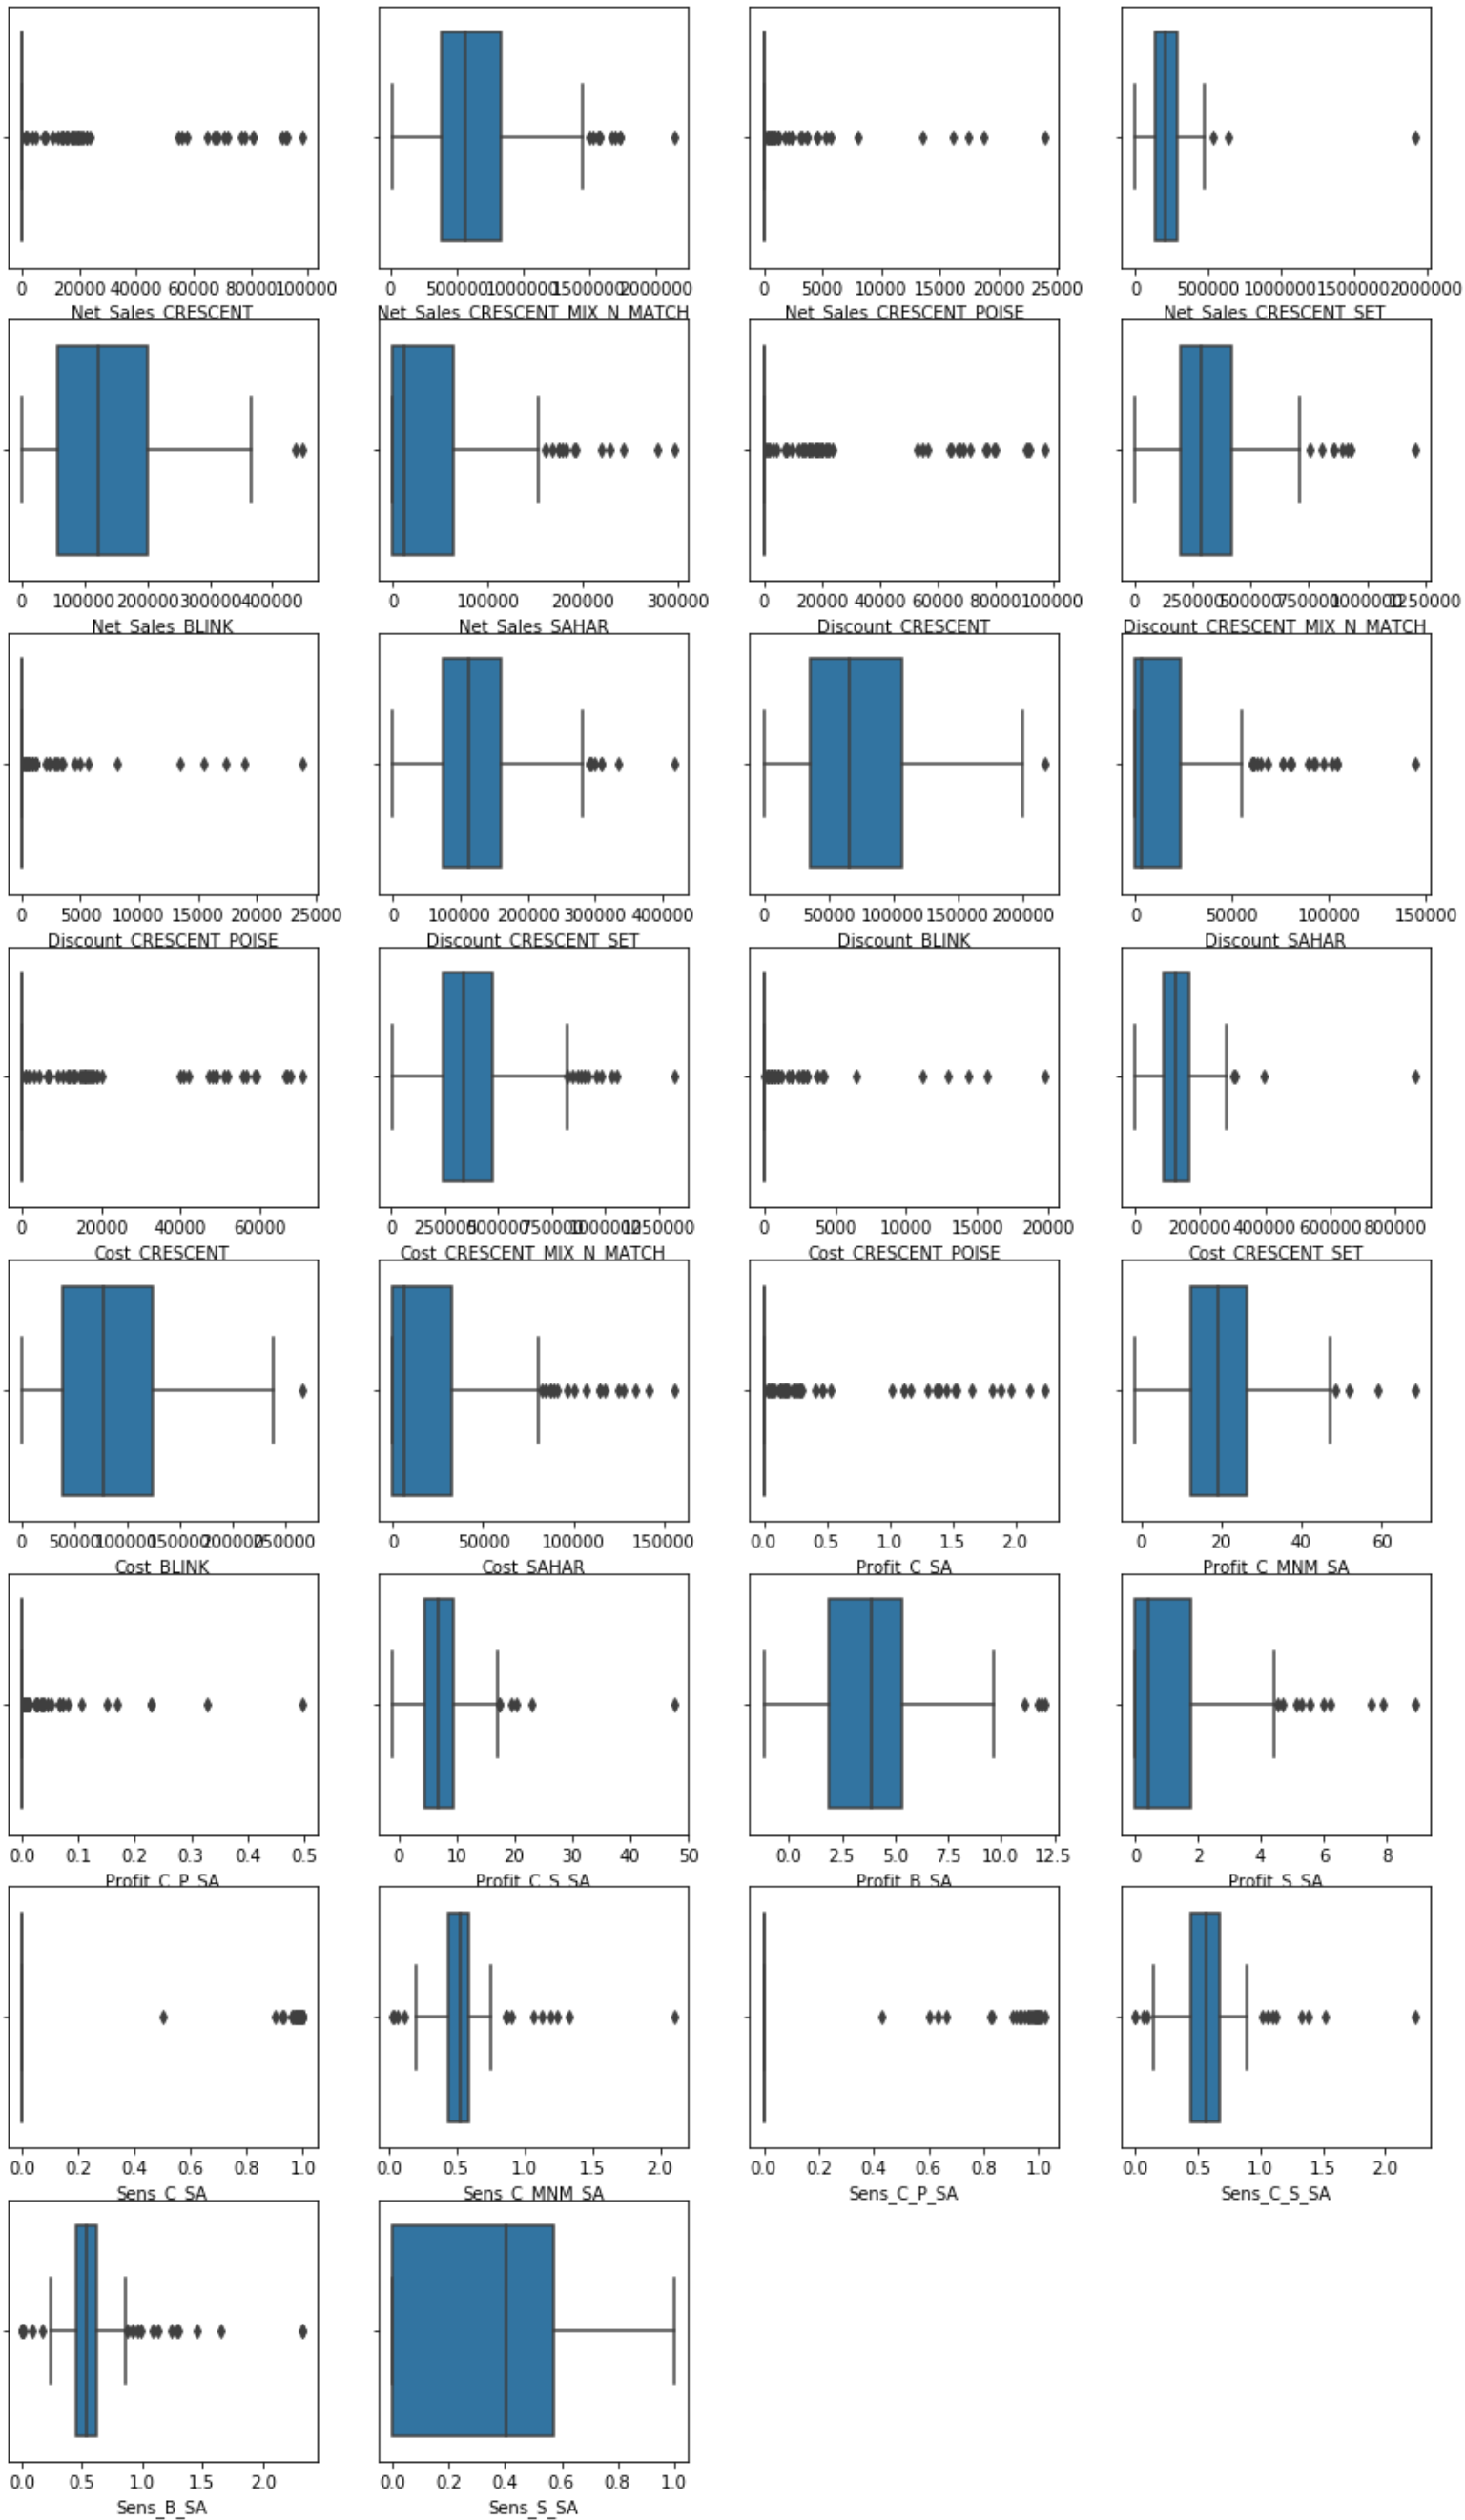 0 20000 40000 60000 80000 100000
Net_Sales_CRESCENT
0 500000 1000000 1500000 2000000
Net_Sales_CRESCENT_MIX_N_MATCH
0 5000 10000 15000 20000 25000
Net_Sales_CRESCENT_POISE
0 500000 1000000 1500000 2000000
Net_Sales_CRESCENT_SET
0 100000 200000 300000 400000
Net_Sales_BLINK
0 100000 200000 300000
Net_Sales_SAHAR
0 20000 40000 60000 80000 100000
Discount_CRESCENT
0 250000 500000 750000 1000000 1250000
Discount_CRESCENT_MIX_N_MATCH
0 5000 10000 15000 20000 25000
Discount_CRESCENT_POISE
0 100000 200000 300000 400000
Discount_CRESCENT_SET
0 50000 100000 150000 200000
Discount_BLINK
0 50000 100000 150000
Discount_SAHAR
0 20000 40000 60000
Cost_CRESCENT
0 250000 500000 750000 1000000 1250000
Cost_CRESCENT_MIX_N_MATCH
0 5000 10000 15000 20000
Cost_CRESCENT_POISE
0 200000 400000 600000 800000
Cost_CRESCENT_SET
0 50000 100000 150000 200000 250000
Cost_BLINK
0 50000 100000 150000
Cost_SAHAR
0.0 0.5 1.0 1.5 2.0
Profit_C_SA
0 20 40 60
Profit_C_MNM_SA
0.0 0.1 0.2 0.3 0.4 0.5
Profit_C_P_SA
0 10 20 30 40 50
Profit_C_S_SA
0.0 2.5 5.0 7.5 10.0 12.5
Profit_B_SA
0 2 4 6 8
Profit_S_SA
0.0 0.2 0.4 0.6 0.8 1.0
Sens_C_SA
0.0 0.5 1.0 1.5 2.0
Sens_C_MNM_SA
0.0 0.2 0.4 0.6 0.8 1.0
Sens_C_P_SA
0.0 0.5 1.0 1.5 2.0
Sens_C_S_SA
0.0 0.5 1.0 1.5 2.0
Sens_B_SA
0.0 0.2 0.4 0.6 0.8 1.0
Sens_S_SA